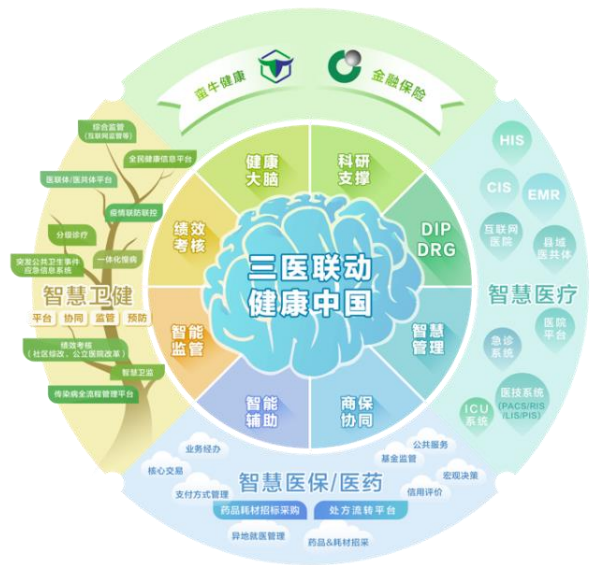 蛮牛健康
金融保险
健康
大脑
科研
支撑
绩效
考核
DIP
DRG
三医联动
健康中国
智能
监管
智慧
管理
智能
辅助
商保
协同
综合监管
(互联网监管等)
全民健康信息平台
医联体/医共体平台
疫情联防联控
分级诊疗
突发公共卫生事件
应急信息系统
一体化慢病
智慧卫健
平台 协同 监管 预防
绩效考核
(社区综改,公立医院改革)
智慧卫监
传染病全流程管理平台
HIS
CIS
EMR
互联网
医院
县域
医共体
智慧医疗
医院
平台
急诊
系统
医技系统
(PACS/RIS
/LIS/PIS)
ICU
系统
业务经办
公共服务
核心交易
基金监管
智慧医保/医药
宏观决策
支付方式管理
信用评价
药品耗材招标采购
处方流转平台
异地就医管理
药品&耗材招采